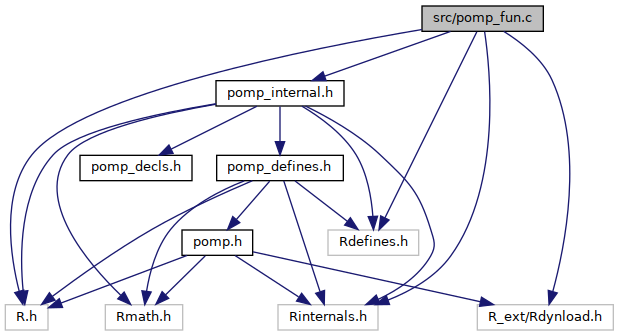 src/pomp_fun.c
pomp_internal.h
pomp_decls.h
pomp_defines.h
pomp.h
Rdefines.h
R.h
Rmath.h
Rinternals.h
R_ext/Rdynload.h